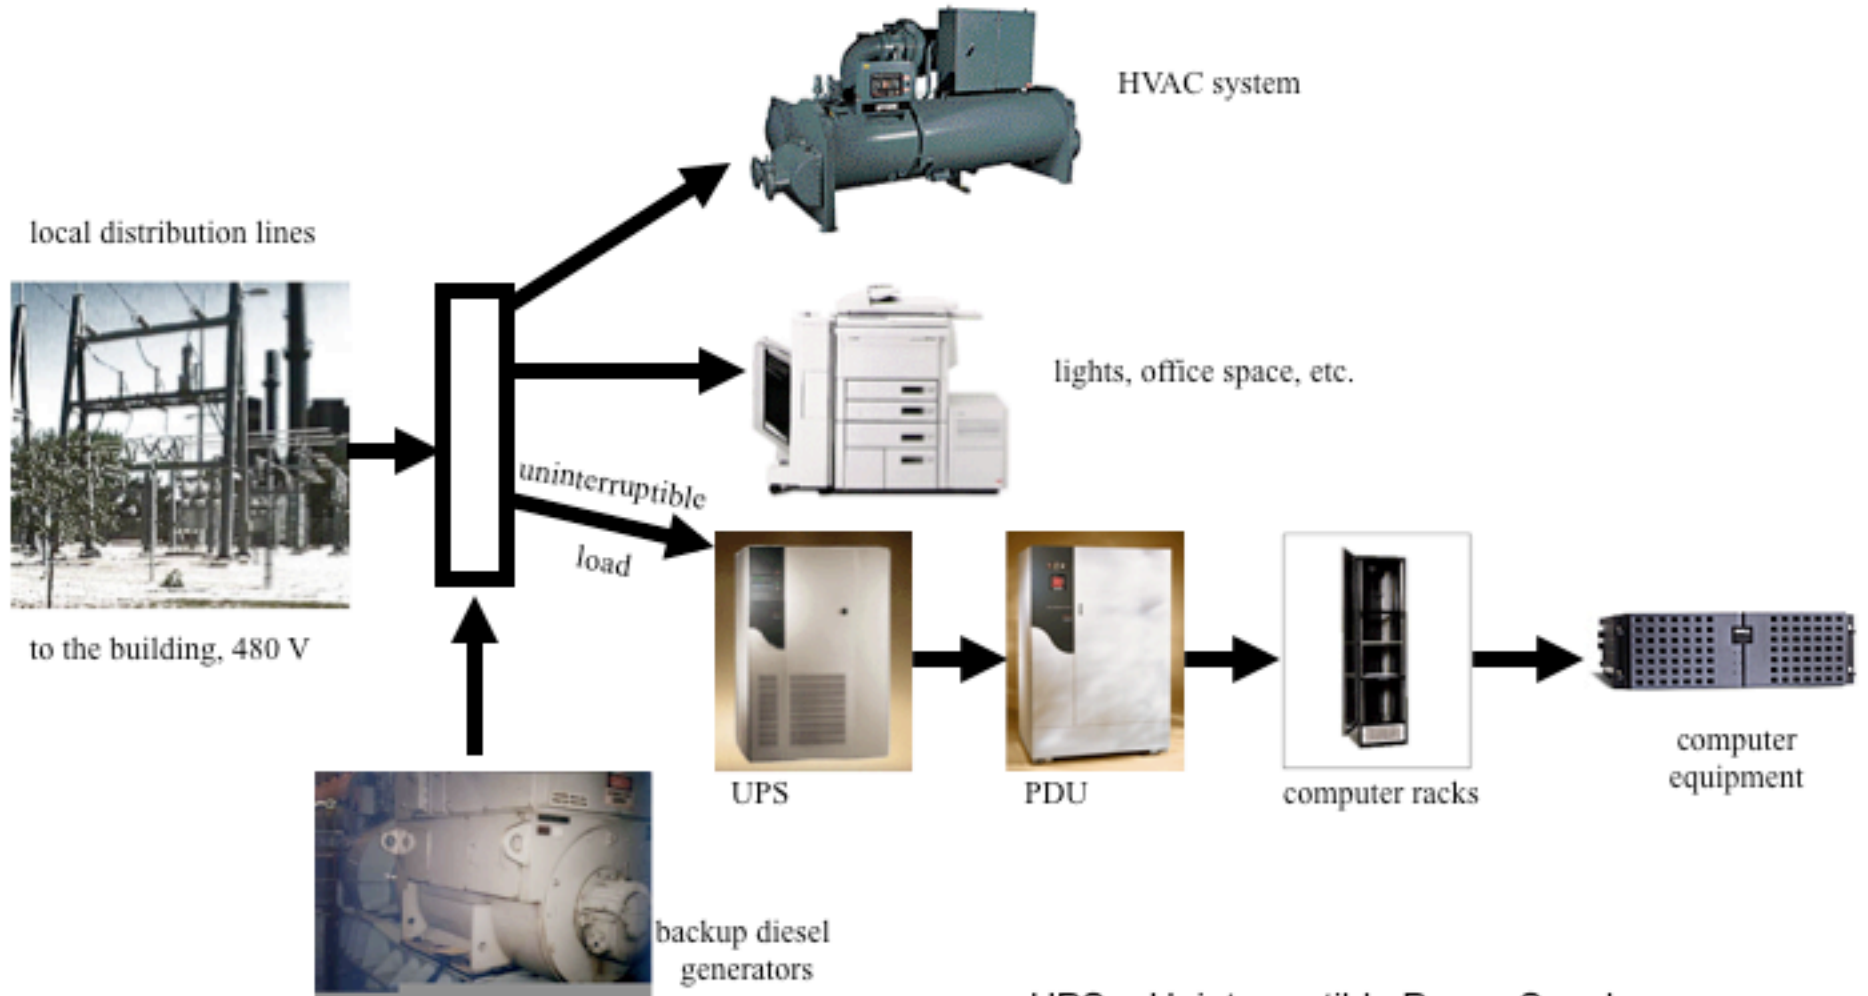 HVAC system
local distribution lines
lights, office space, etc.
uninterruptible
load
to the building, 480 V
UPS
PDU
computer racks
computer
equipment
backup diesel
generators